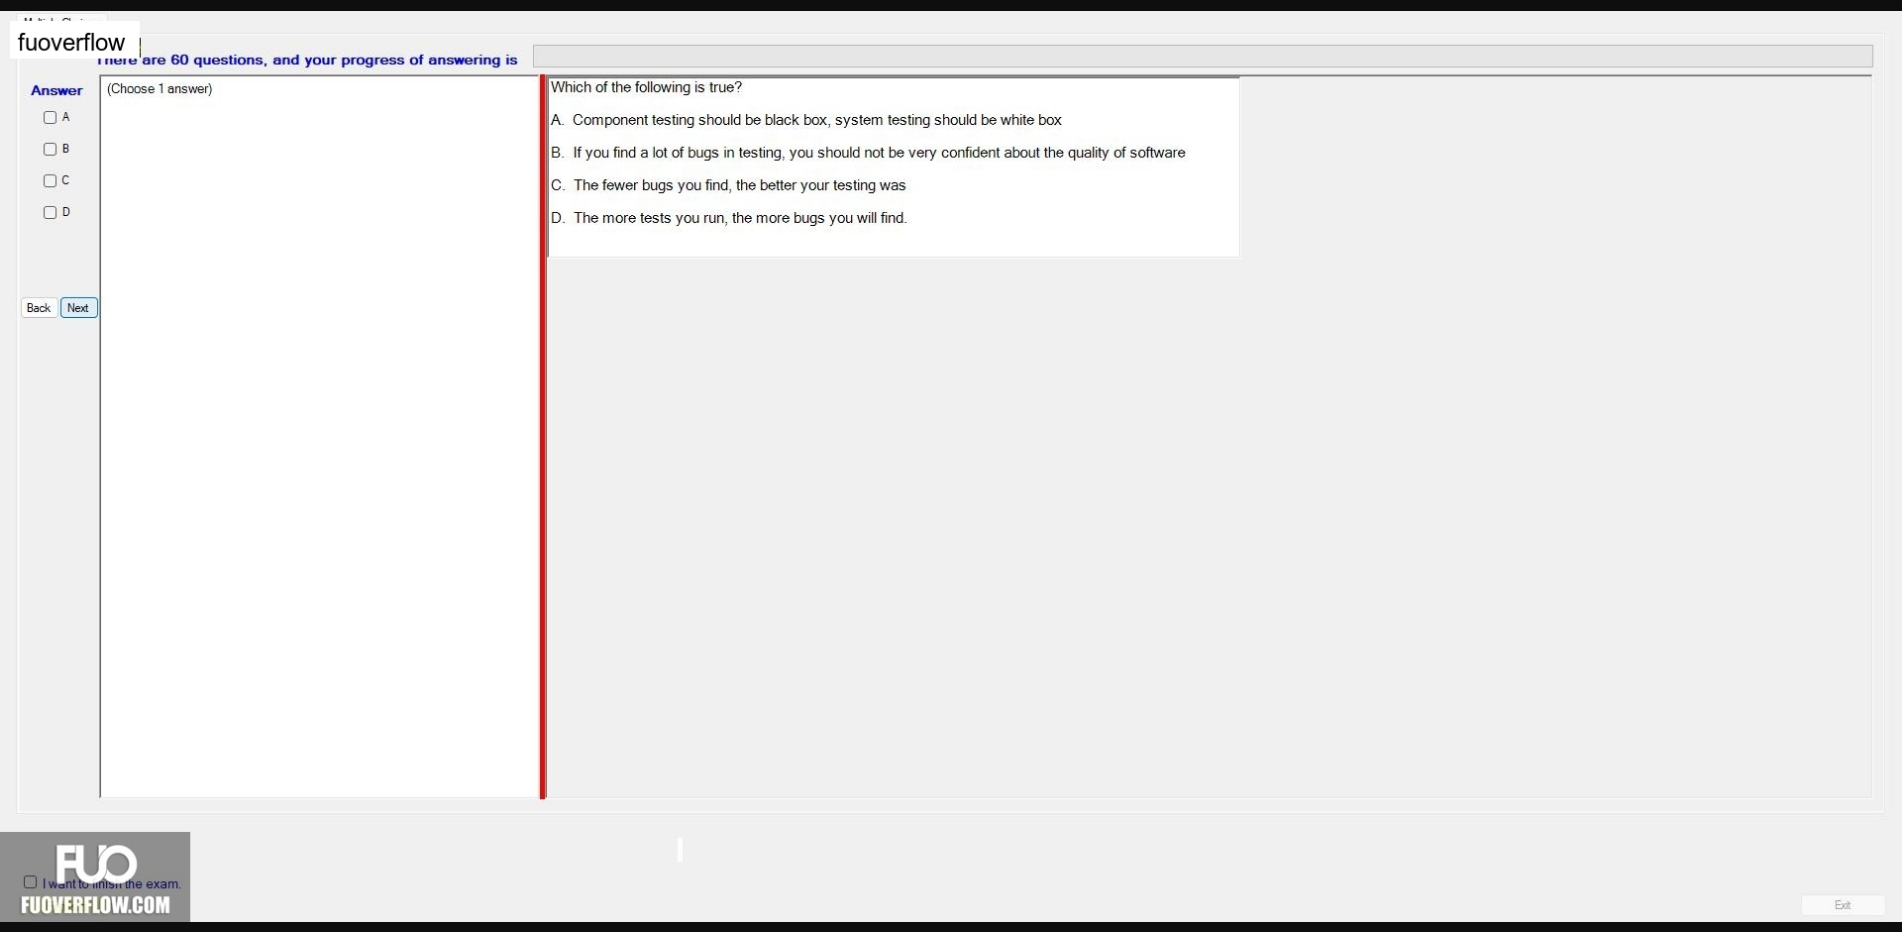 fuoverflow
There are 60 questions, and your progress of answering is
Answer
(Choose 1 answer)
A
B
C
D
Back
Next
Which of the following is true?
A. Component testing should be black box, system testing should be white box
B. If you find a lot of bugs in testing, you should not be very confident about the quality of software
C. The fewer bugs you find, the better your testing was
D. The more tests you run, the more bugs you will find.
FUO
I want to finish the exam.
FUOVERFLOW.COM
Exit